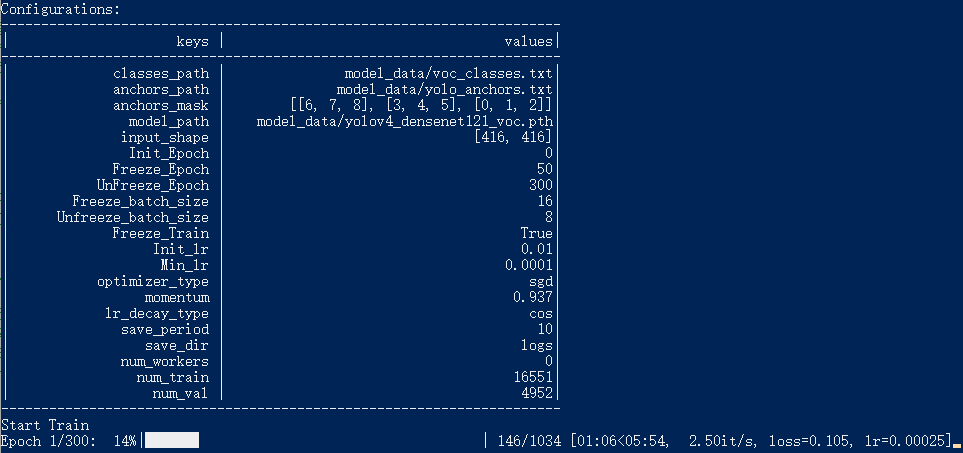 Configurations:
----------------------------------------------------------------------
|                     keys |                                   values|
----------------------------------------------------------------------
|             classes_path |               model_data/voc_classes.txt|
|             anchors_path |              model_data/yolo_anchors.txt|
|             anchors_mask |        [[6, 7, 8], [3, 4, 5], [0, 1, 2]]|
|               model_path |    model_data/yolov4_densenet121_voc.pth|
|              input_shape |                               [416, 416]|
|               Init_Epoch |                                        0|
|             Freeze_Epoch |                                       50|
|           UnFreeze_Epoch |                                      300|
|        Freeze_batch_size |                                       16|
|      Unfreeze_batch_size |                                        8|
|             Freeze_Train |                                     True|
|                  Init_lr |                                     0.01|
|                   Min_lr |                                   0.0001|
|           optimizer_type |                                      sgd|
|                 momentum |                                    0.937|
|            lr_decay_type |                                      cos|
|              save_period |                                       10|
|                 save_dir |                                     logs|
|              num_workers |                                        0|
|                num_train |                                    16551|
|                  num_val |                                     4952|
----------------------------------------------------------------------
Start Train
Epoch 1/300:  14%|      | 146/1034 [01:06<05:54,  2.50it/s, loss=0.105, lr=0.00025]